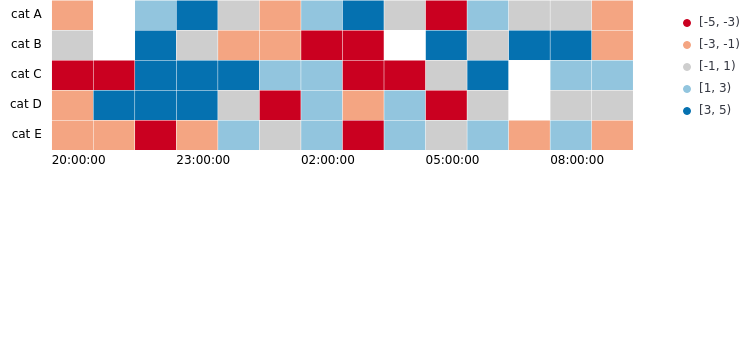 cat A
cat B
cat C
cat D
cat E
20:00:00 23:00:00 02:00:00 05:00:00 08:00:00
[-5, -3)
[-3, -1)
[-1, 1)
[1, 3)
[3, 5)